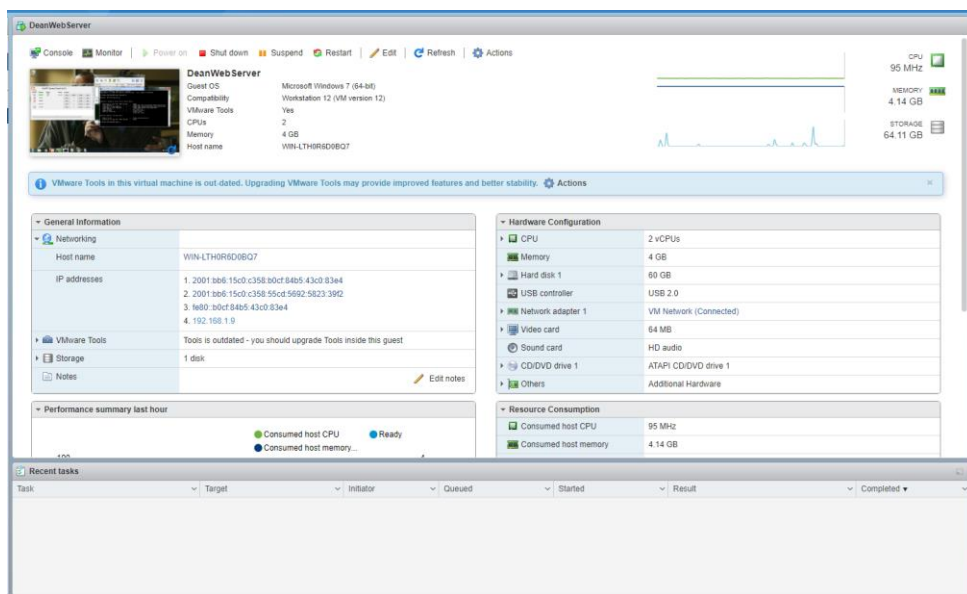 DeanWebServer
Console Monitor Power on Shut down Suspend Restart Edit Refresh Actions
DeanWebServer
Guest OS Microsoft Windows 7 (64-bit)
Compatibility Workstation 12 (VM version 12)
VMware Tools Yes
CPUs 2
Memory 4 GB
Host name WIN-LTH0R6D0BQ7
CPU
95 MHz
MEMORY
4.14 GB
STORAGE
64.11 GB
VMware Tools in this virtual machine is out-dated. Upgrading VMware Tools may provide improved features and better stability. Actions
General Information
Networking
Host name WIN-LTH0R6D0BQ7
IP addresses 1. 2001:bb6:15c0:c358:b0cf:84b5:43c0:83e4
2. 2001:bb6:15c0:c358:55cd:5692:5823:39f2
3. fe80::b0cf:84b5:43c0:83e4
4. 192.168.1.9
VMware Tools Tools is outdated - you should upgrade Tools inside this guest
Storage 1 disk
Notes Edit notes
Performance summary last hour
Consumed host CPU Ready
Consumed host memory...
Hardware Configuration
CPU 2 vCPUs
Memory 4 GB
Hard disk 1 60 GB
USB controller USB 2.0
Network adapter 1 VM Network (Connected)
Video card 64 MB
Sound card HD audio
CD/DVD drive 1 ATAPI CD/DVD drive 1
Others Additional Hardware
Resource Consumption
Consumed host CPU 95 MHz
Consumed host memory 4.14 GB
Recent tasks
Task Target Initiator Queued Started Result Completed